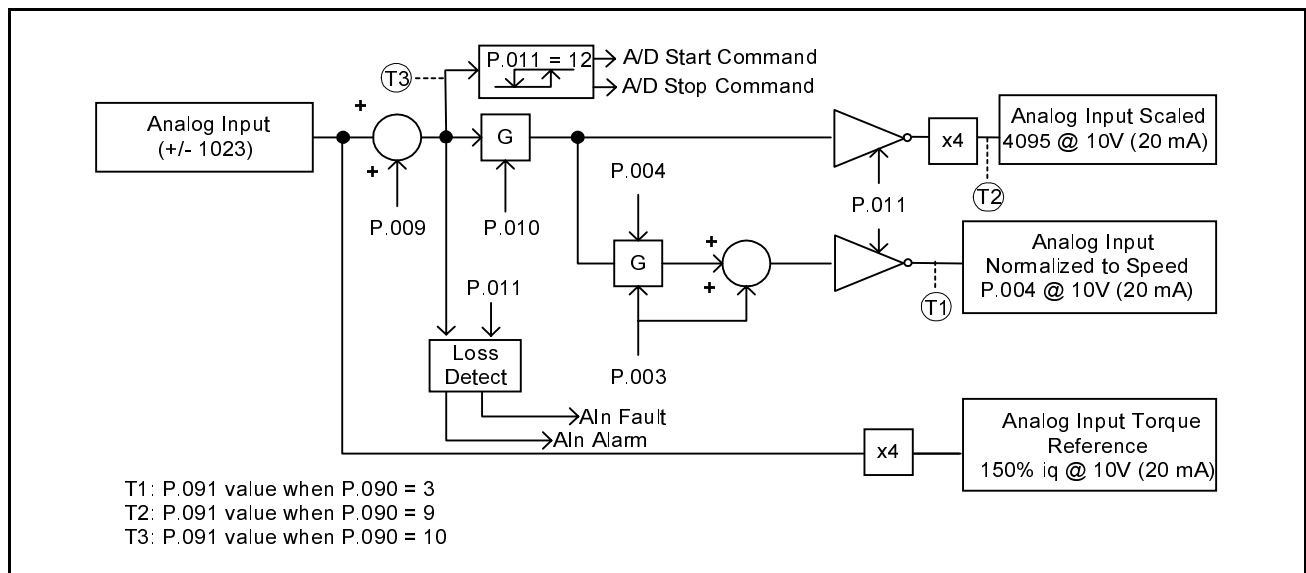 P.011 = 12
A/D Start Command
A/D Stop Command
T3
+
Analog Input
(+/- 1023)
+
G
x4
Analog Input Scaled
4095 @ 10V (20 mA)
T2
P.009
P.010
P.004
P.011
G
+
+
Analog Input
Normalized to Speed
P.004 @ 10V (20 mA)
T1
P.011
Loss
Detect
P.003
AIn Fault
AIn Alarm
x4
Analog Input Torque
Reference
150% iq @ 10V (20 mA)
T1: P.091 value when P.090 = 3
T2: P.091 value when P.090 = 9
T3: P.091 value when P.090 = 10